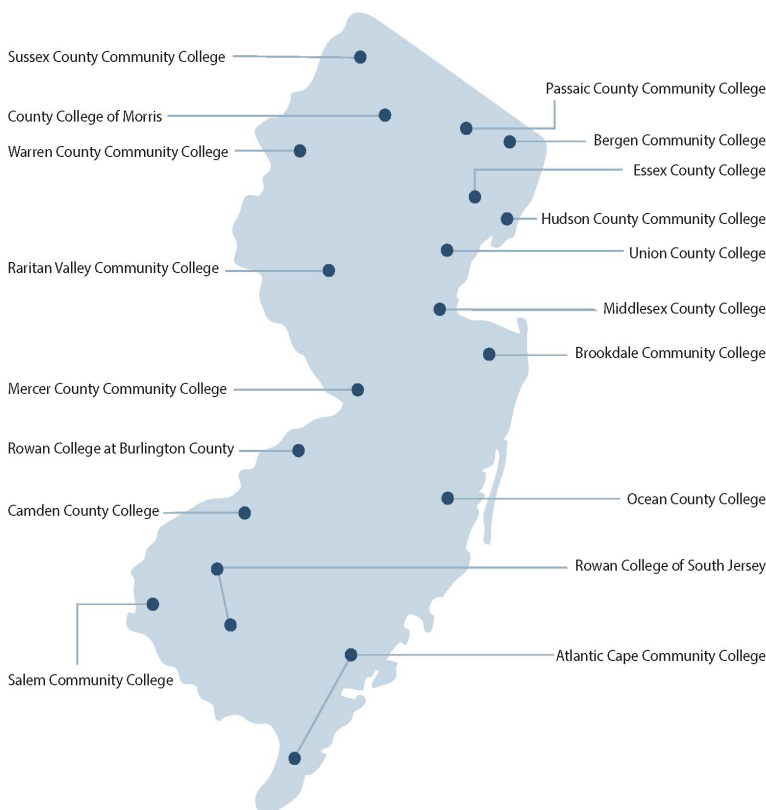 Sussex County Community College
Passaic County Community College
County College of Morris
Bergen Community College
Warren County Community College
Essex County College
Hudson County Community College
Union County College
Raritan Valley Community College
Middlesex County College
Brookdale Community College
Mercer County Community College
Rowan College at Burlington County
Ocean County College
Camden County College
Rowan College of South Jersey
Atlantic Cape Community College
Salem Community College